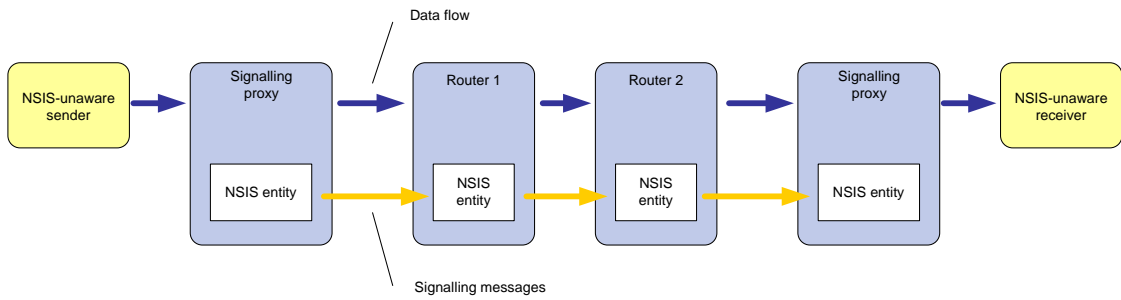 Data flow
NSIS-unaware
sender
Signalling
proxy
NSIS entity
Router 1
NSIS
entity
Router 2
NSIS
entity
Signalling
proxy
NSIS entity
NSIS-unaware
receiver
Signalling messages